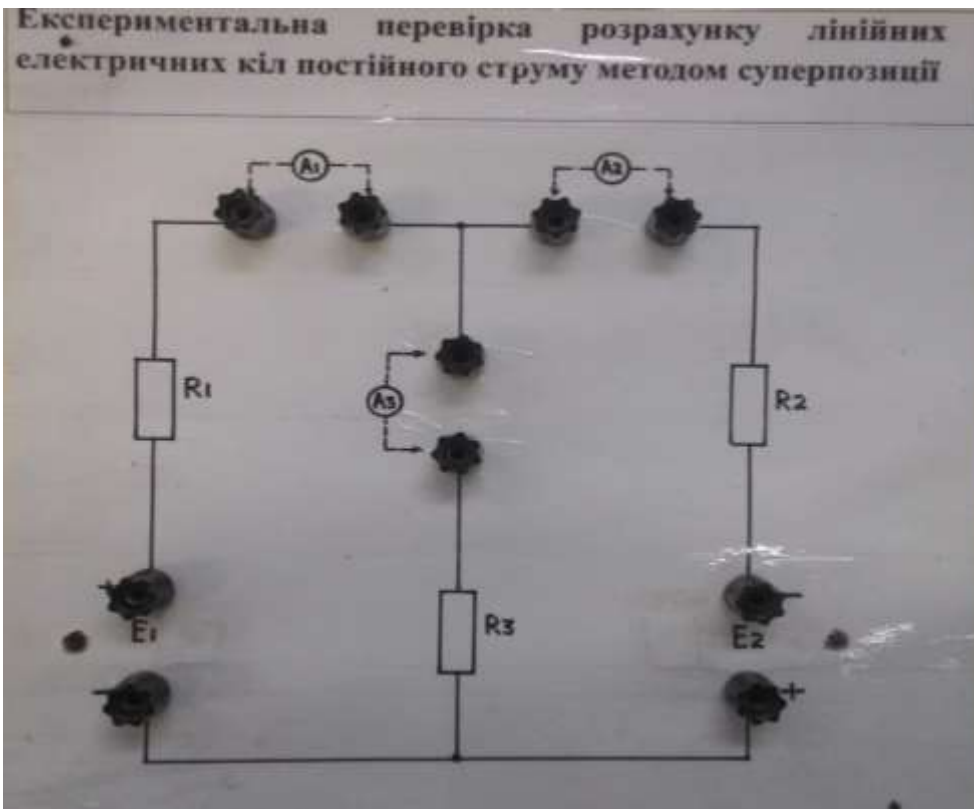 Експериментальна перевірка розрахунку лінійних
електричних кіл постійного струму методом суперпозиції
A1
A2
R1
A3
R2
+
E1
-
R3
-
E2
+